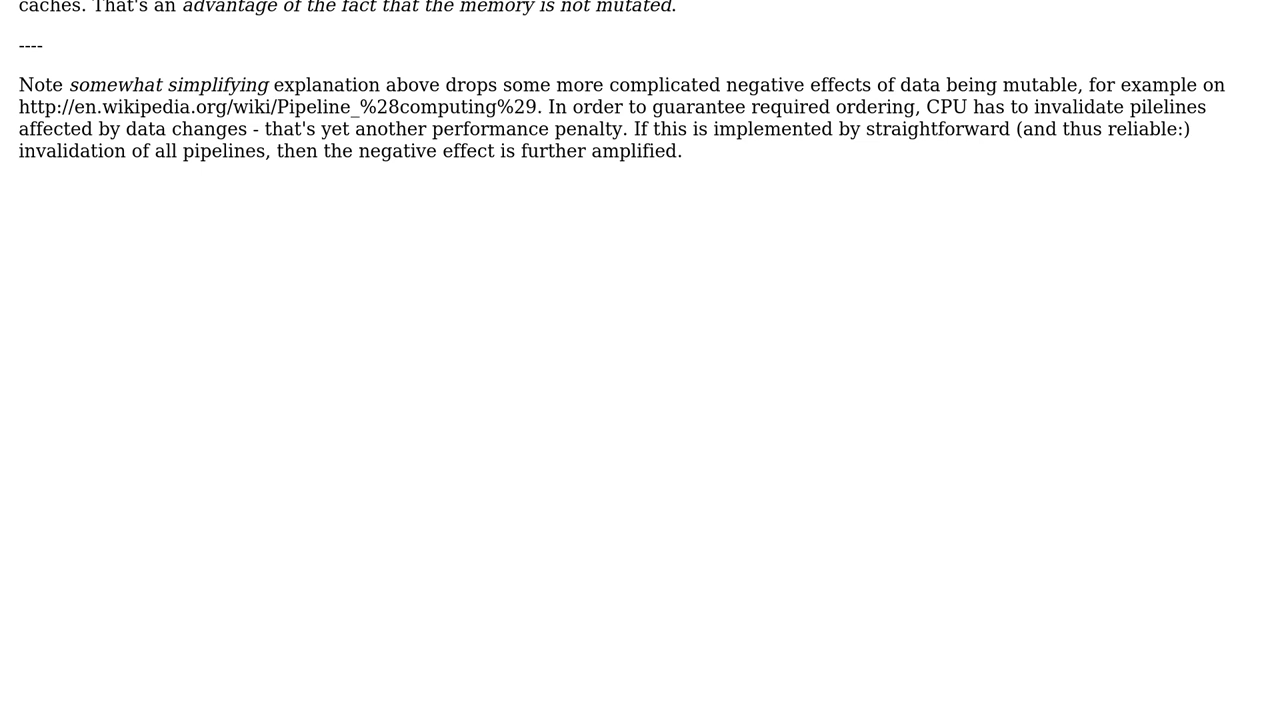 caches. That's an advantage of the fact that the memory is not mutated.
----
Note somewhat simplifying explanation above drops some more complicated negative effects of data being mutable, for example on
http://en.wikipedia.org/wiki/Pipeline_%28computing%29. In order to guarantee required ordering, CPU has to invalidate pilelines
affected by data changes - that's yet another performance penalty. If this is implemented by straightforward (and thus reliable:)
invalidation of all pipelines, then the negative effect is further amplified.